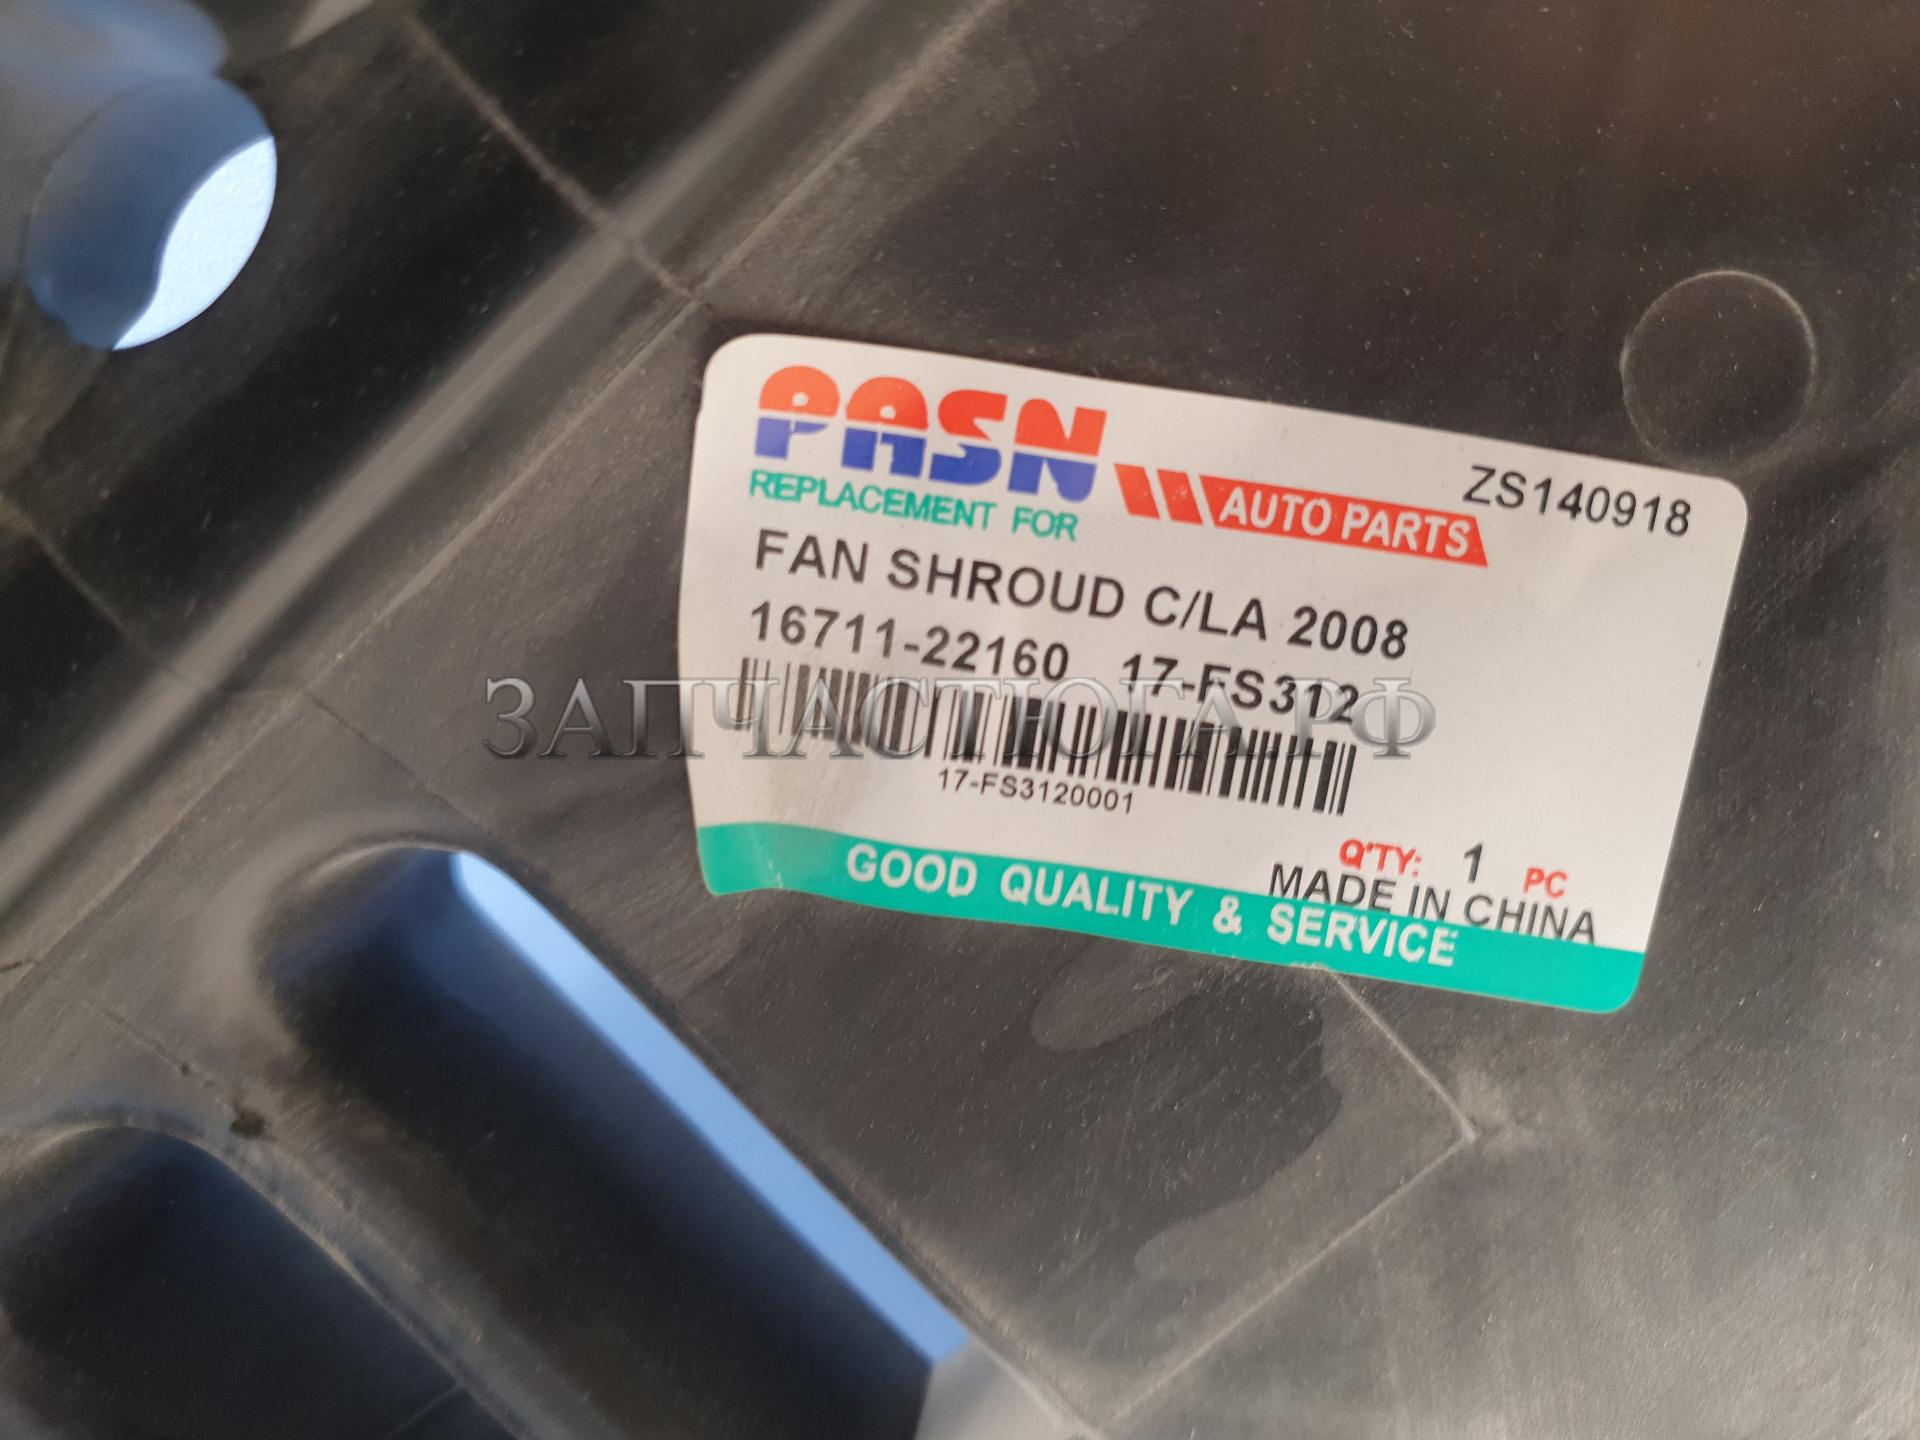 PASN
REPLACEMENT FOR
AUTO PARTS
ZS140918
FAN SHROUD C/LA 2008
16711-22160 17-FS312
ЗАПЧАСТЮГА.РФ
17-FS3120001
Q'TY: 1 PC
MADE IN CHINA
GOOD QUALITY & SERVICE